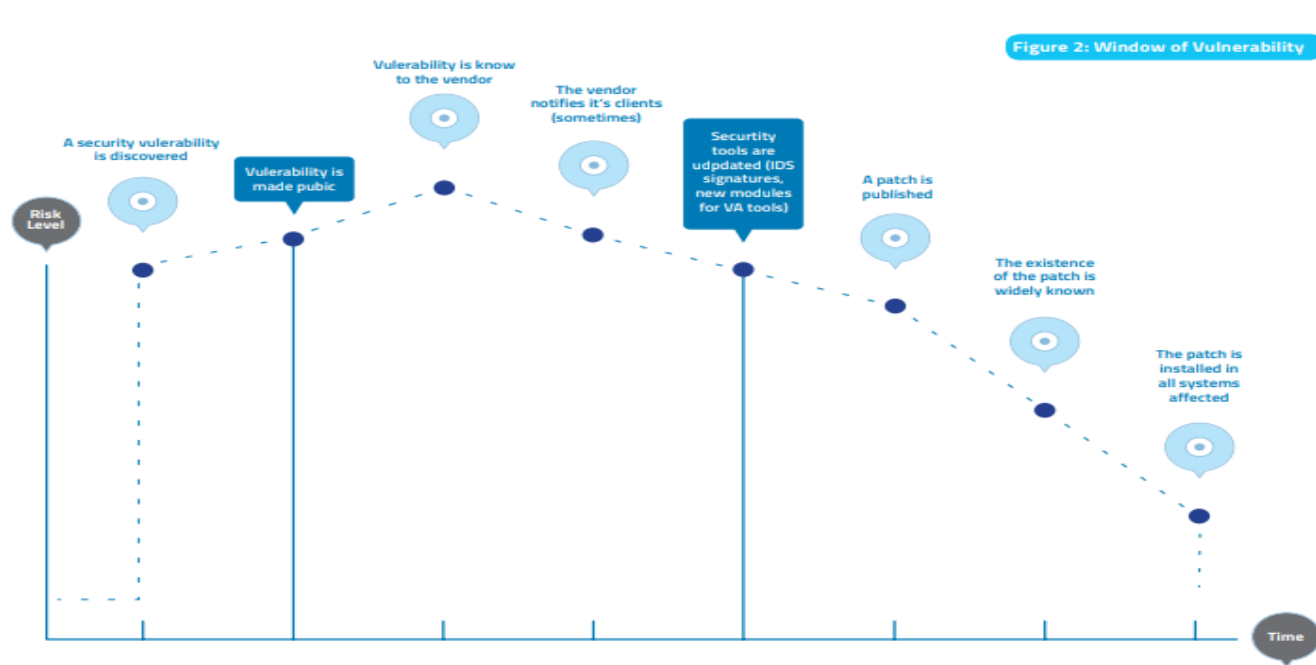 Figure 2: Window of Vulnerability
Vulerability is know
to the vendor
The vendor
notifies it's clients
(sometimes)
A security vulerability
is discovered
Vulerability is
made pubic
Securtity
tools are
udpdated (IDS
signatures,
new modules
for VA tools)
A patch is
published
Risk
Level
The existence
of the patch is
widely known
The patch is
installed in
all systems
affected
Time